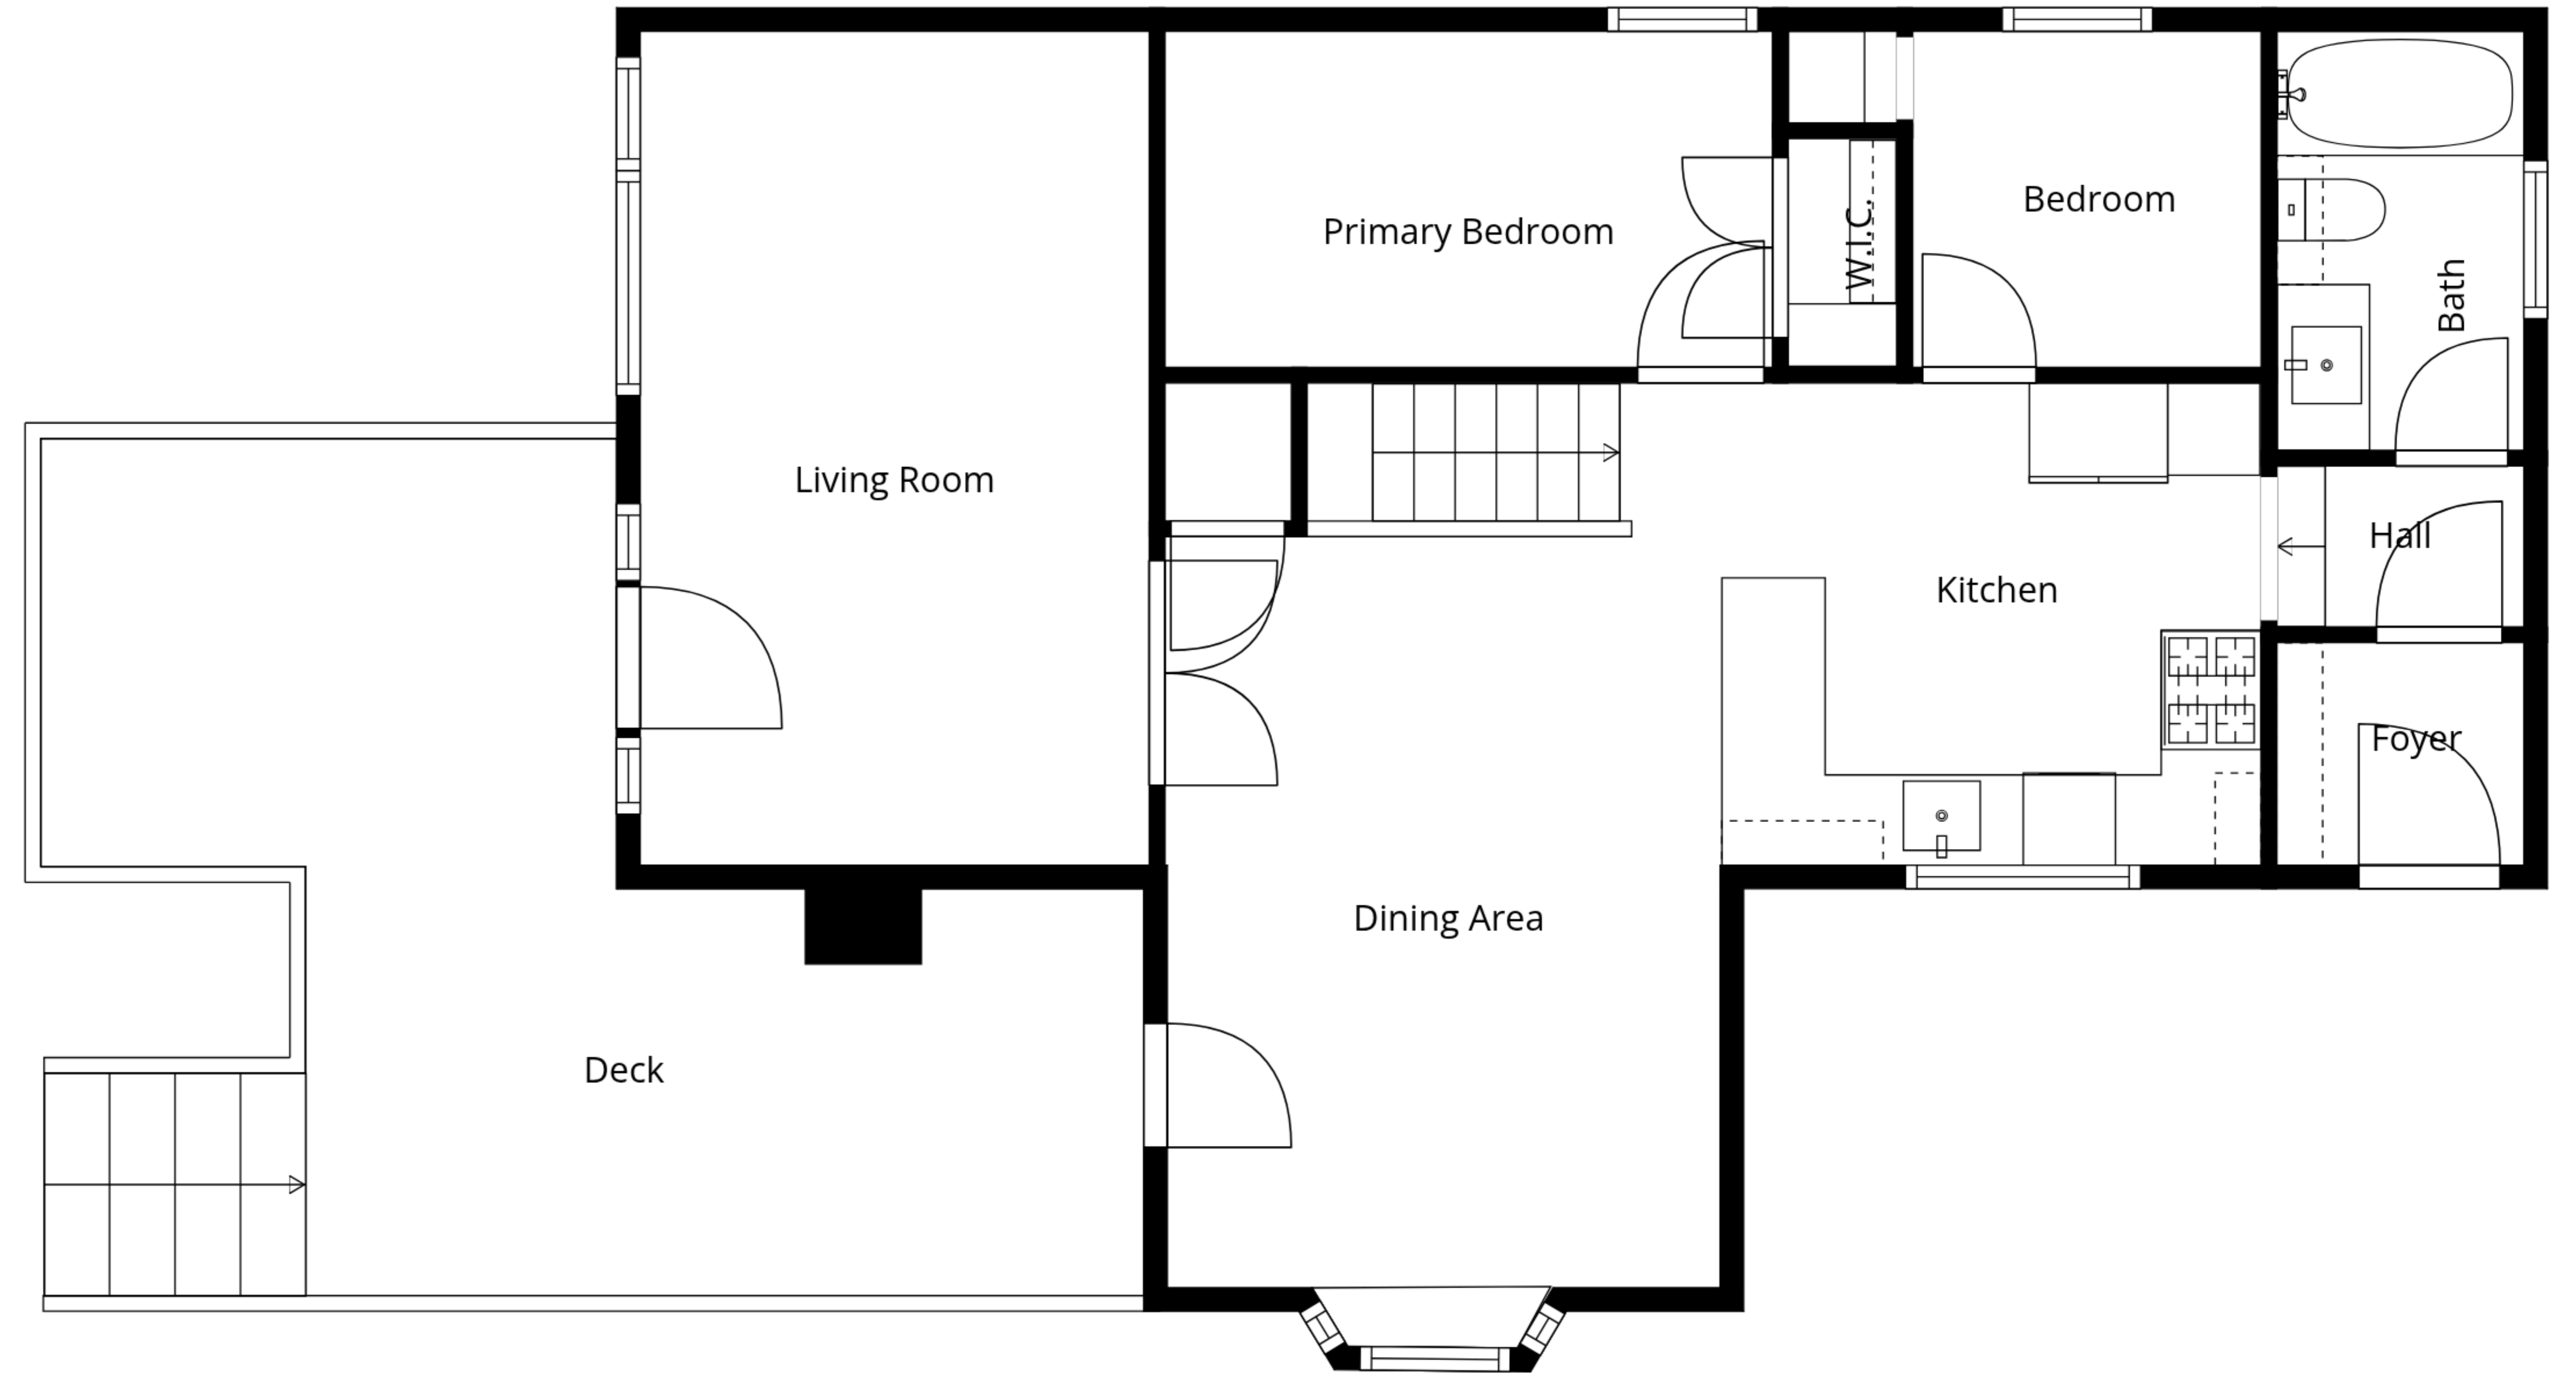 Primary Bedroom
W.I.C.
Bedroom
Bath
Living Room
Hall
Kitchen
Foyer
Dining Area
Deck